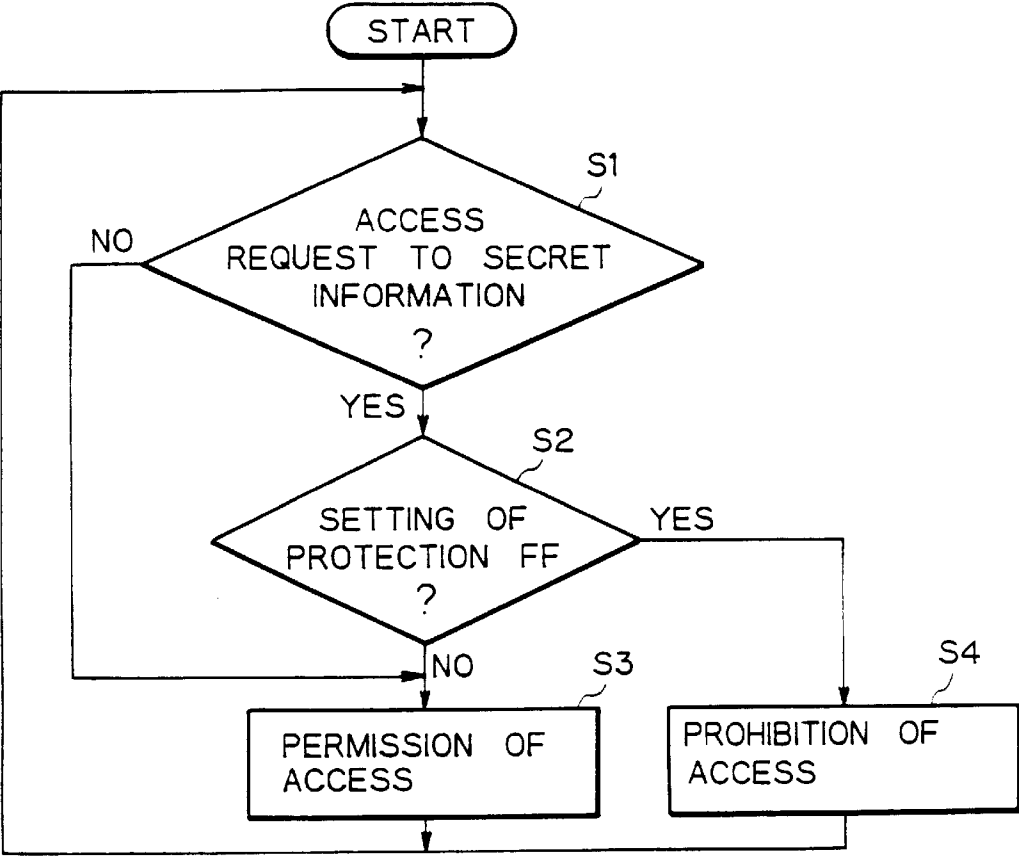 START
S1
ACCESS
REQUEST TO SECRET
INFORMATION
?
NO
YES
S2
SETTING OF
PROTECTION FF
?
YES
NO
S3
PERMISSION OF
ACCESS
S4
PROHIBITION OF
ACCESS